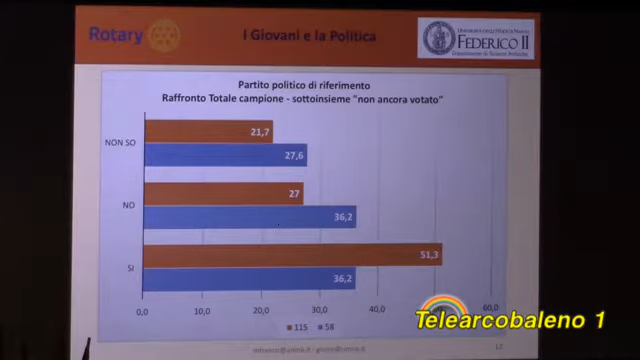 Rotary
I Giovani e la Politica
FEDERICO II
Partito politico di riferimento
Raffronto Totale campione - sottoinsieme "non ancora votato"
NON SO
21,7
27,6
NO
27
36,2
SI
51,3
36,2
0,0 10,0 20,0 30,0 40,0 60,0
115 58
Telearcobaleno 1
12